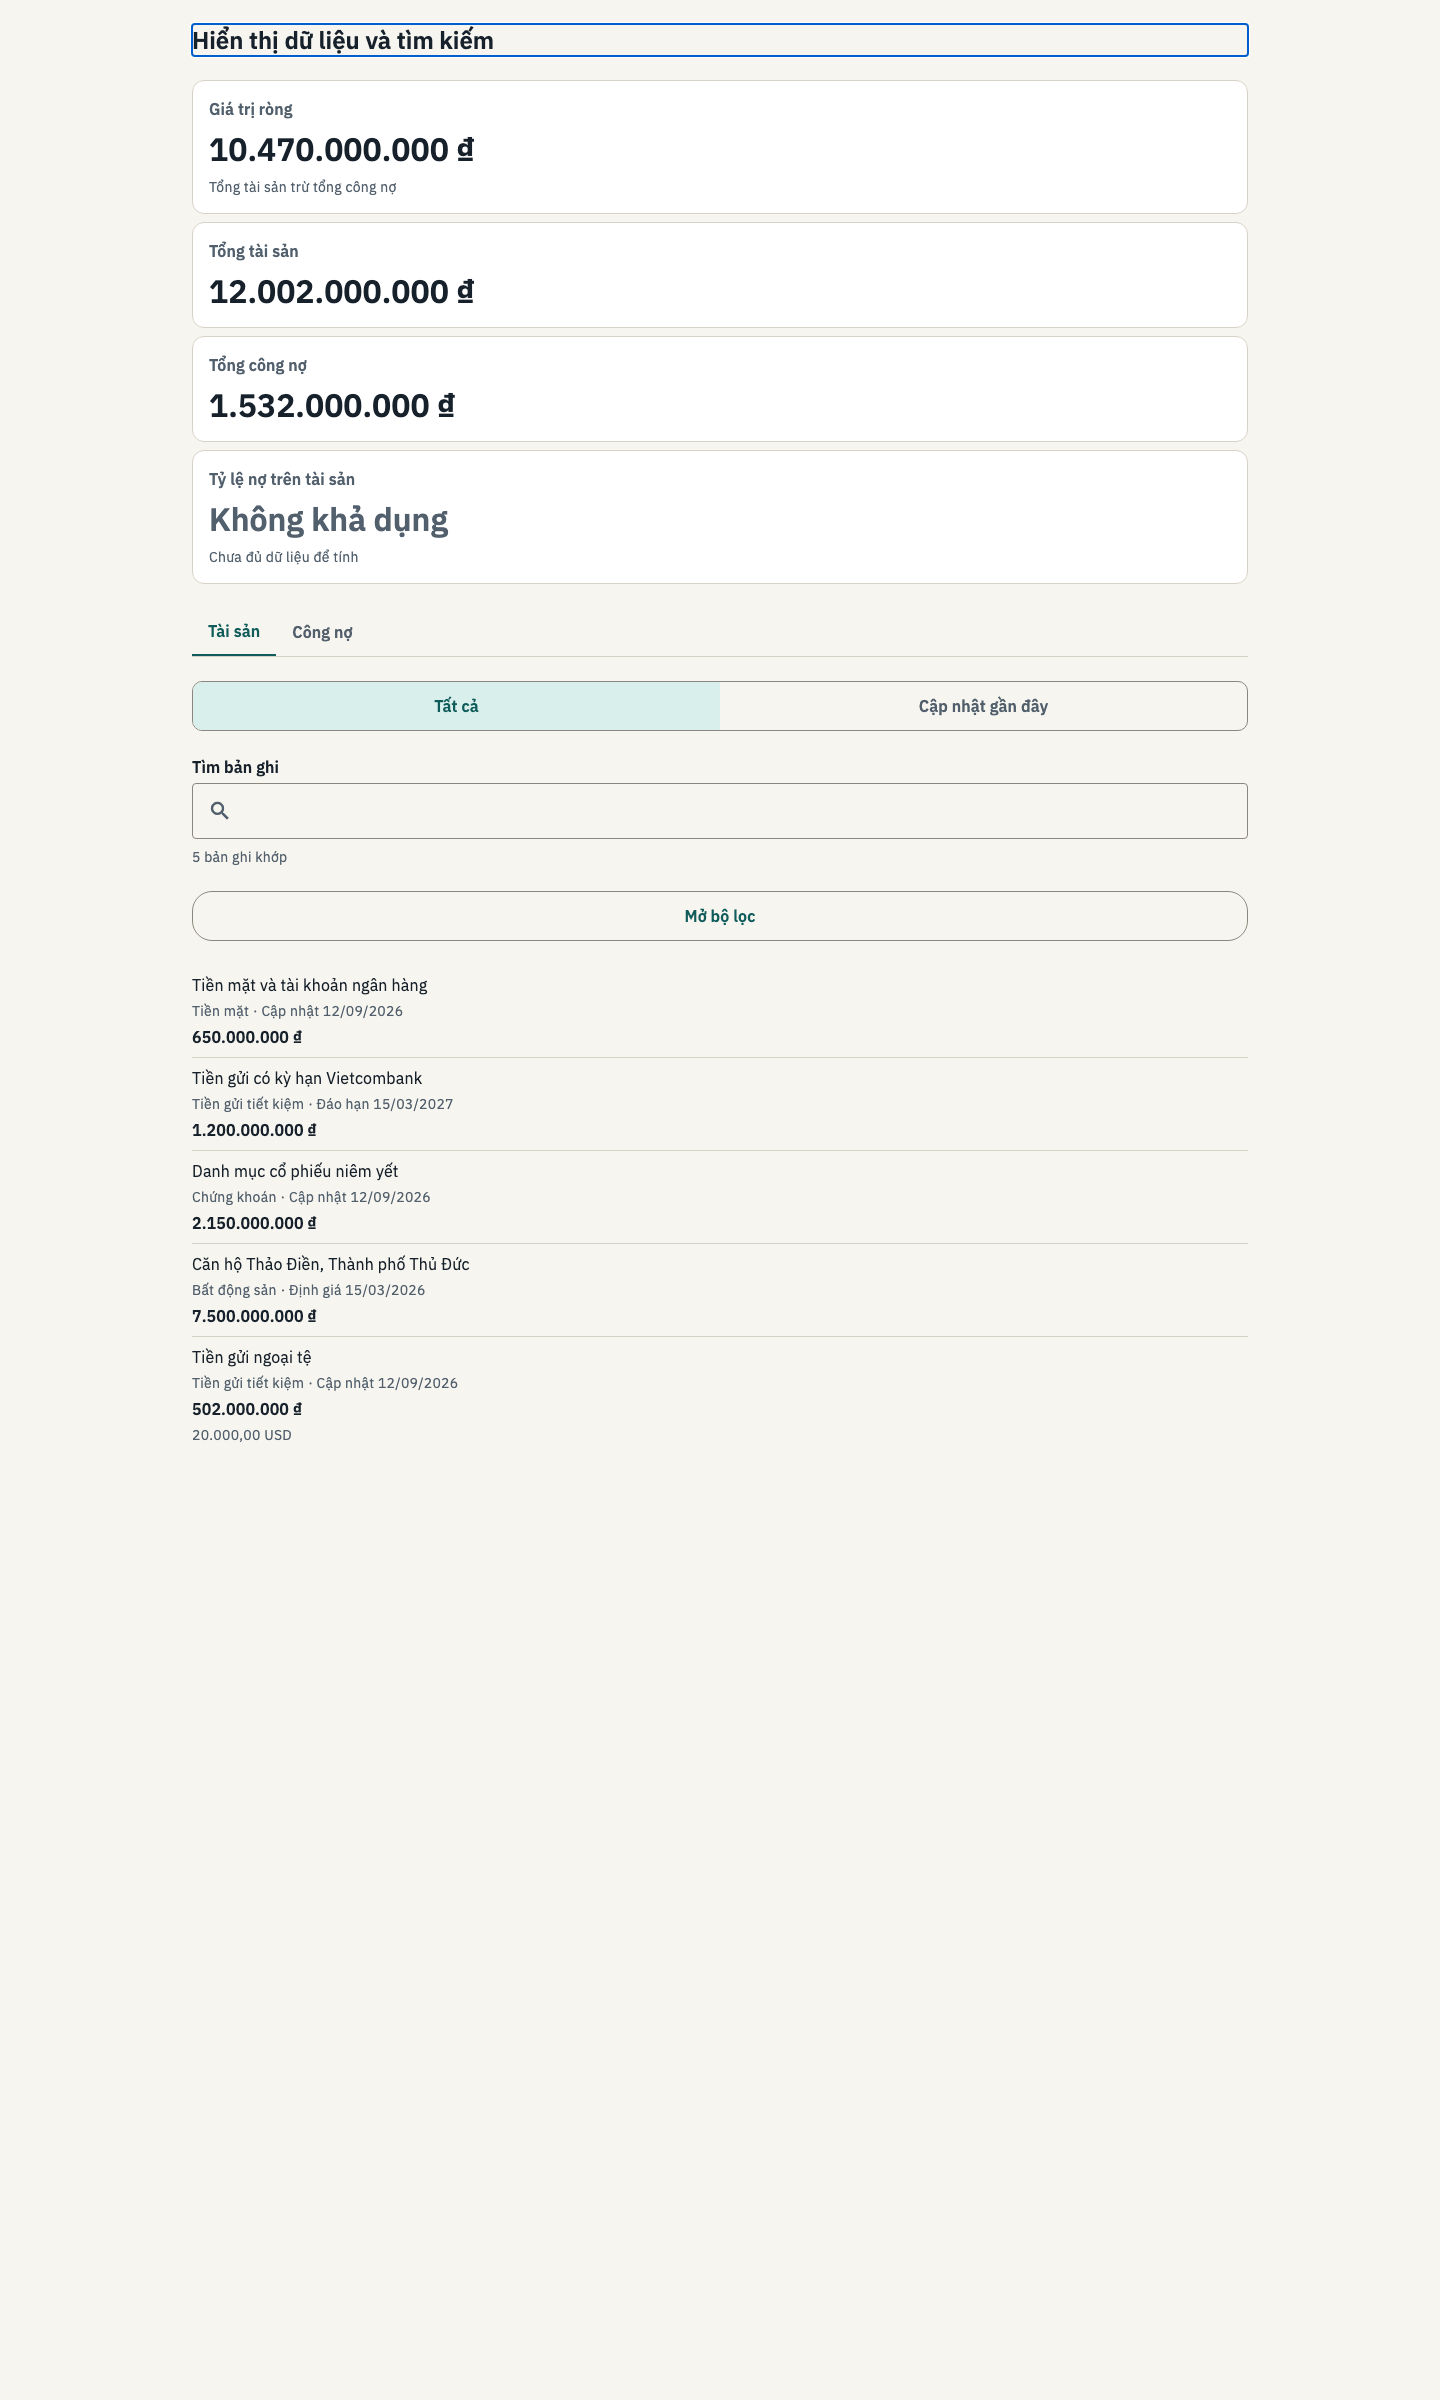 Hiển thị dữ liệu và tìm kiếm
Giá trị ròng
10.470.000.000 ₫
Tổng tài sản trừ tổng công nợ
Tổng tài sản
12.002.000.000 ₫
Tổng công nợ
1.532.000.000 ₫
Tỷ lệ nợ trên tài sản
Không khả dụng
Chưa đủ dữ liệu để tính
Tài sản Công nợ
Tất cả Cập nhật gần đây
Tìm bản ghi
5 bản ghi khớp
Mở bộ lọc
Tiền mặt và tài khoản ngân hàng
Tiền mặt · Cập nhật 12/09/2026
650.000.000 ₫
Tiền gửi có kỳ hạn Vietcombank
Tiền gửi tiết kiệm · Đáo hạn 15/03/2027
1.200.000.000 ₫
Danh mục cổ phiếu niêm yết
Chứng khoán · Cập nhật 12/09/2026
2.150.000.000 ₫
Căn hộ Thảo Điền, Thành phố Thủ Đức
Bất động sản · Định giá 15/03/2026
7.500.000.000 ₫
Tiền gửi ngoại tệ
Tiền gửi tiết kiệm · Cập nhật 12/09/2026
502.000.000 ₫
20.000,00 USD